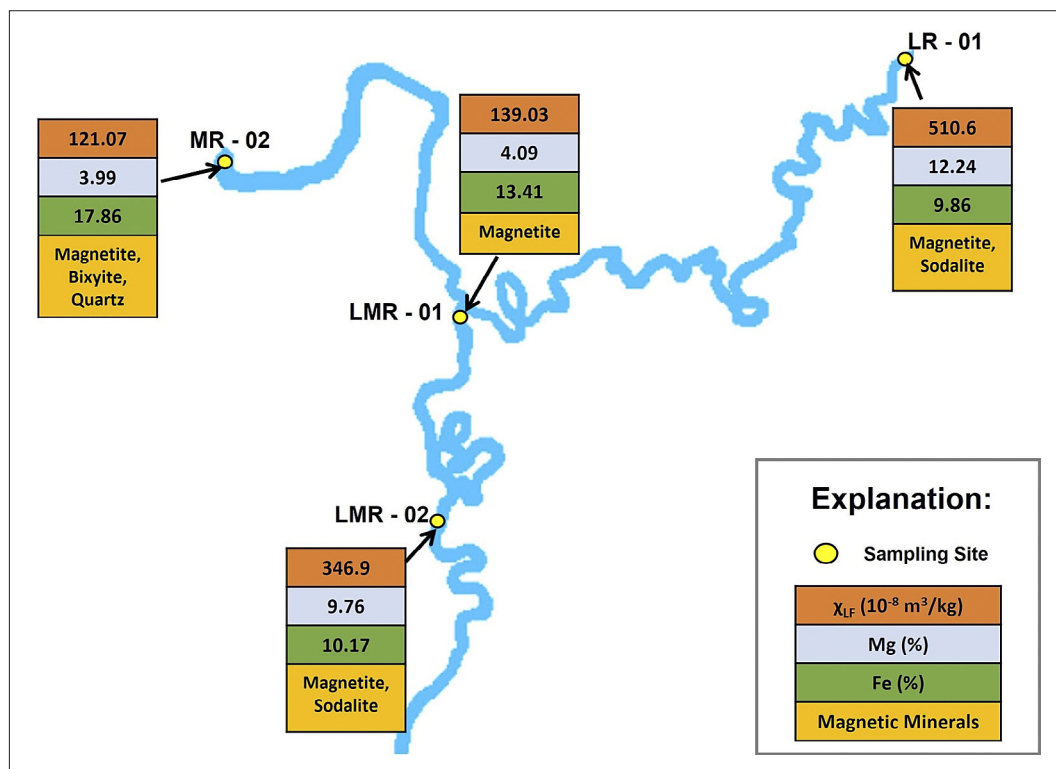 LR - 01
510.6
12.24
9.86
Magnetite,
Sodalite
MR - 02
121.07
3.99
17.86
Magnetite,
Bixyite,
Quartz
139.03
4.09
13.41
Magnetite
LMR - 01
LMR - 02
346.9
9.76
10.17
Magnetite,
Sodalite
Explanation:
Sampling Site
χLF (10⁻⁸ m³/kg)
Mg (%)
Fe (%)
Magnetic Minerals